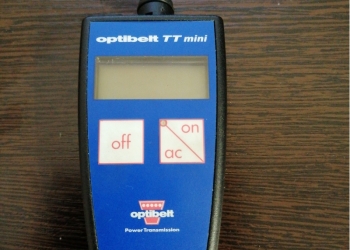 optibelt TT mini
off
on
ac
optibelt
Power Transmission